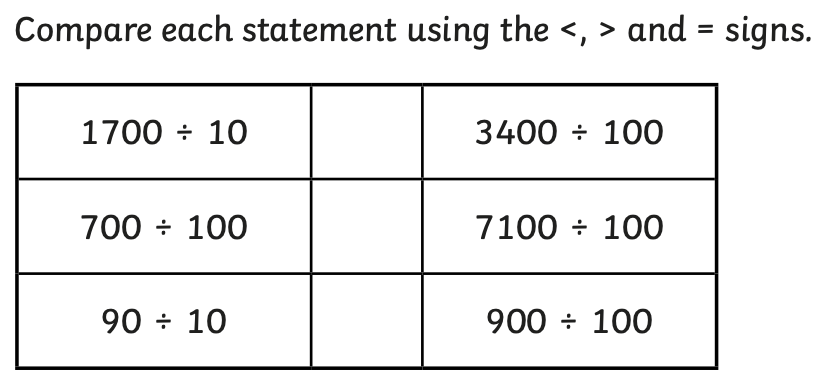 Compare each statement using the <, > and = signs.
1700 ÷ 10 3400 ÷ 100
700 ÷ 100 7100 ÷ 100
90 ÷ 10 900 ÷ 100